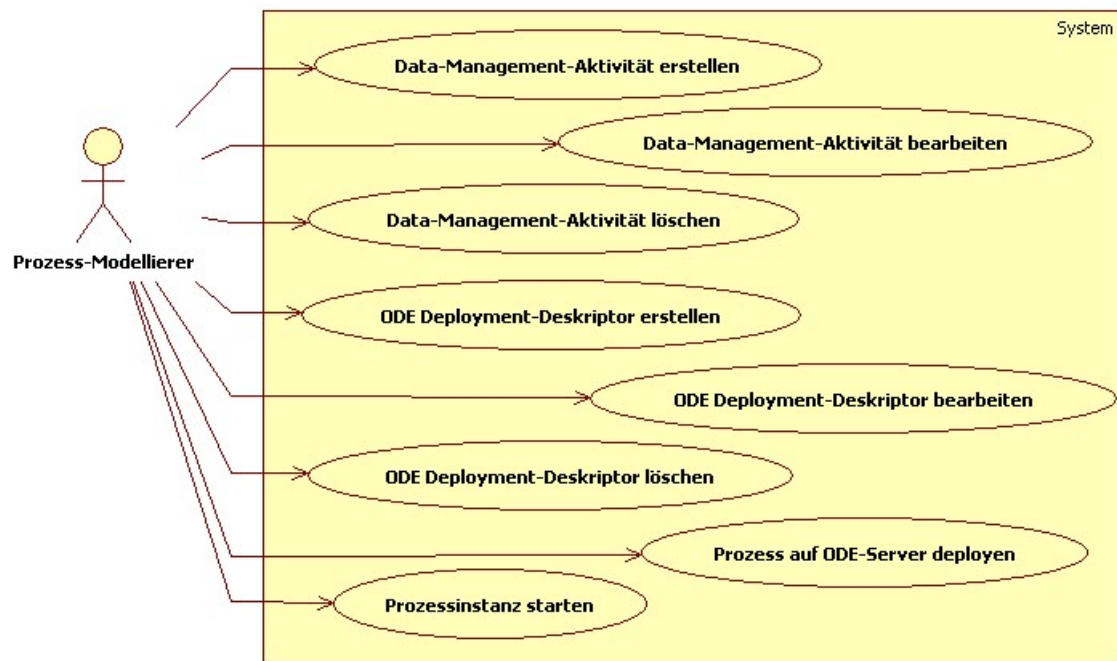 System
Data-Management-Aktivität erstellen
Data-Management-Aktivität bearbeiten
Data-Management-Aktivität löschen
Prozess-Modellierer
ODE Deployment-Deskriptor erstellen
ODE Deployment-Deskriptor bearbeiten
ODE Deployment-Deskriptor löschen
Prozess auf ODE-Server deployen
Prozessinstanz starten